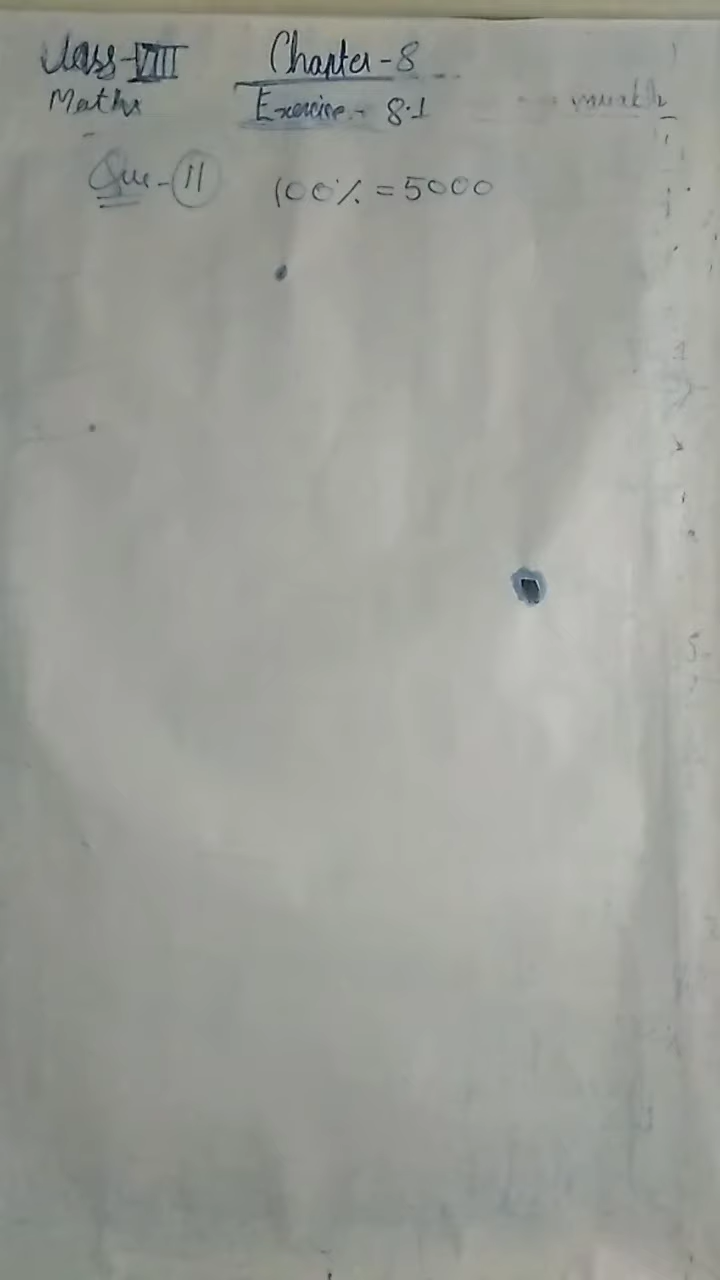 Class-VIII Chapter-8
Maths Exercise- 8.1
Que-11 100% = 5000